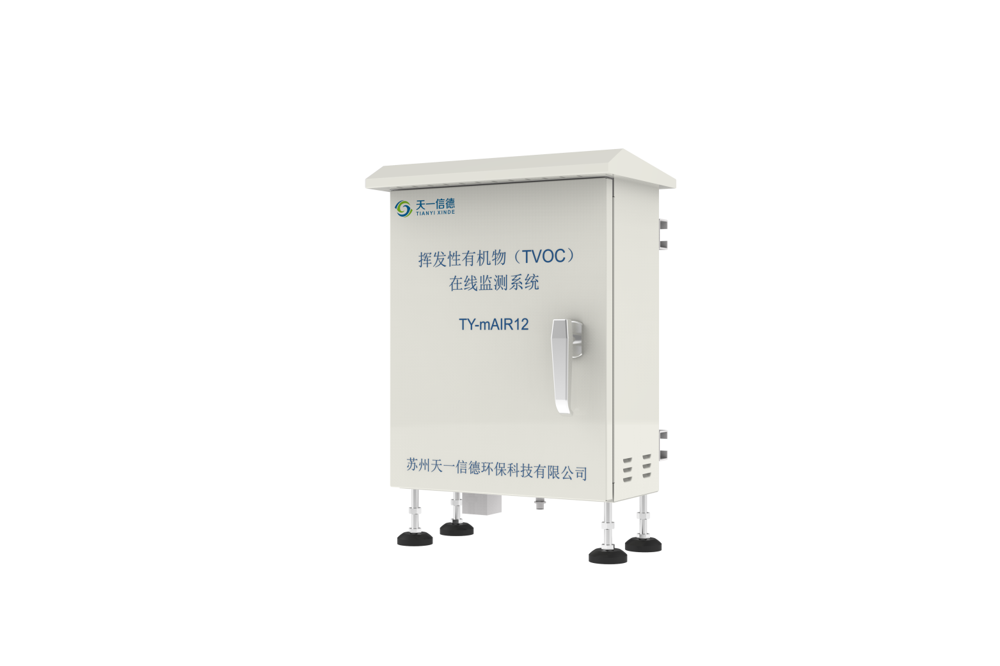 天一信德
TIANYI XINDE
挥发性有机物（TVOC）
在线监测系统
TY-mAIR12
苏州天一信德环保科技有限公司